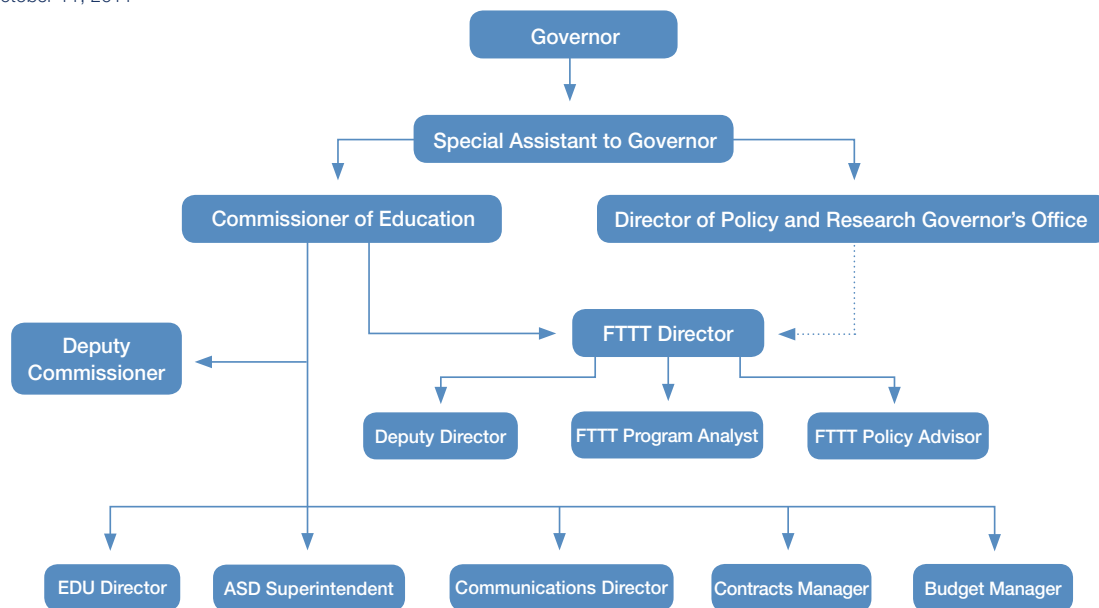 Governor
Special Assistant to Governor
Commissioner of Education
Director of Policy and Research Governor’s Office
FTTT Director
Deputy
Commissioner
Deputy Director
FTTT Program Analyst
FTTT Policy Advisor
EDU Director
ASD Superintendent
Communications Director
Contracts Manager
Budget Manager